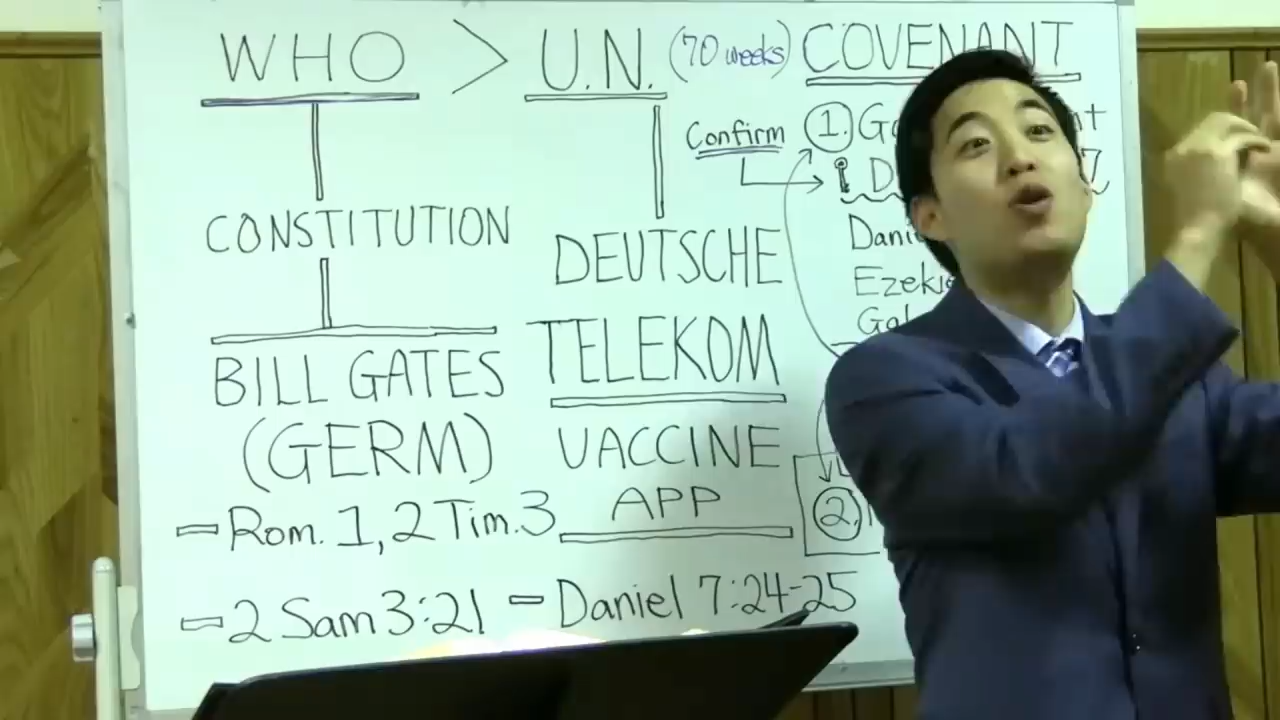 WHO > U.N. (70 weeks) COVENANT
Confirm
1.
CONSTITUTION
DEUTSCHE
TELEKOM
BILL GATES
(GERM)
VACCINE
APP
2.
- Rom. 1, 2 Tim. 3
- 2 Sam 3:21
- Daniel 7:24-25